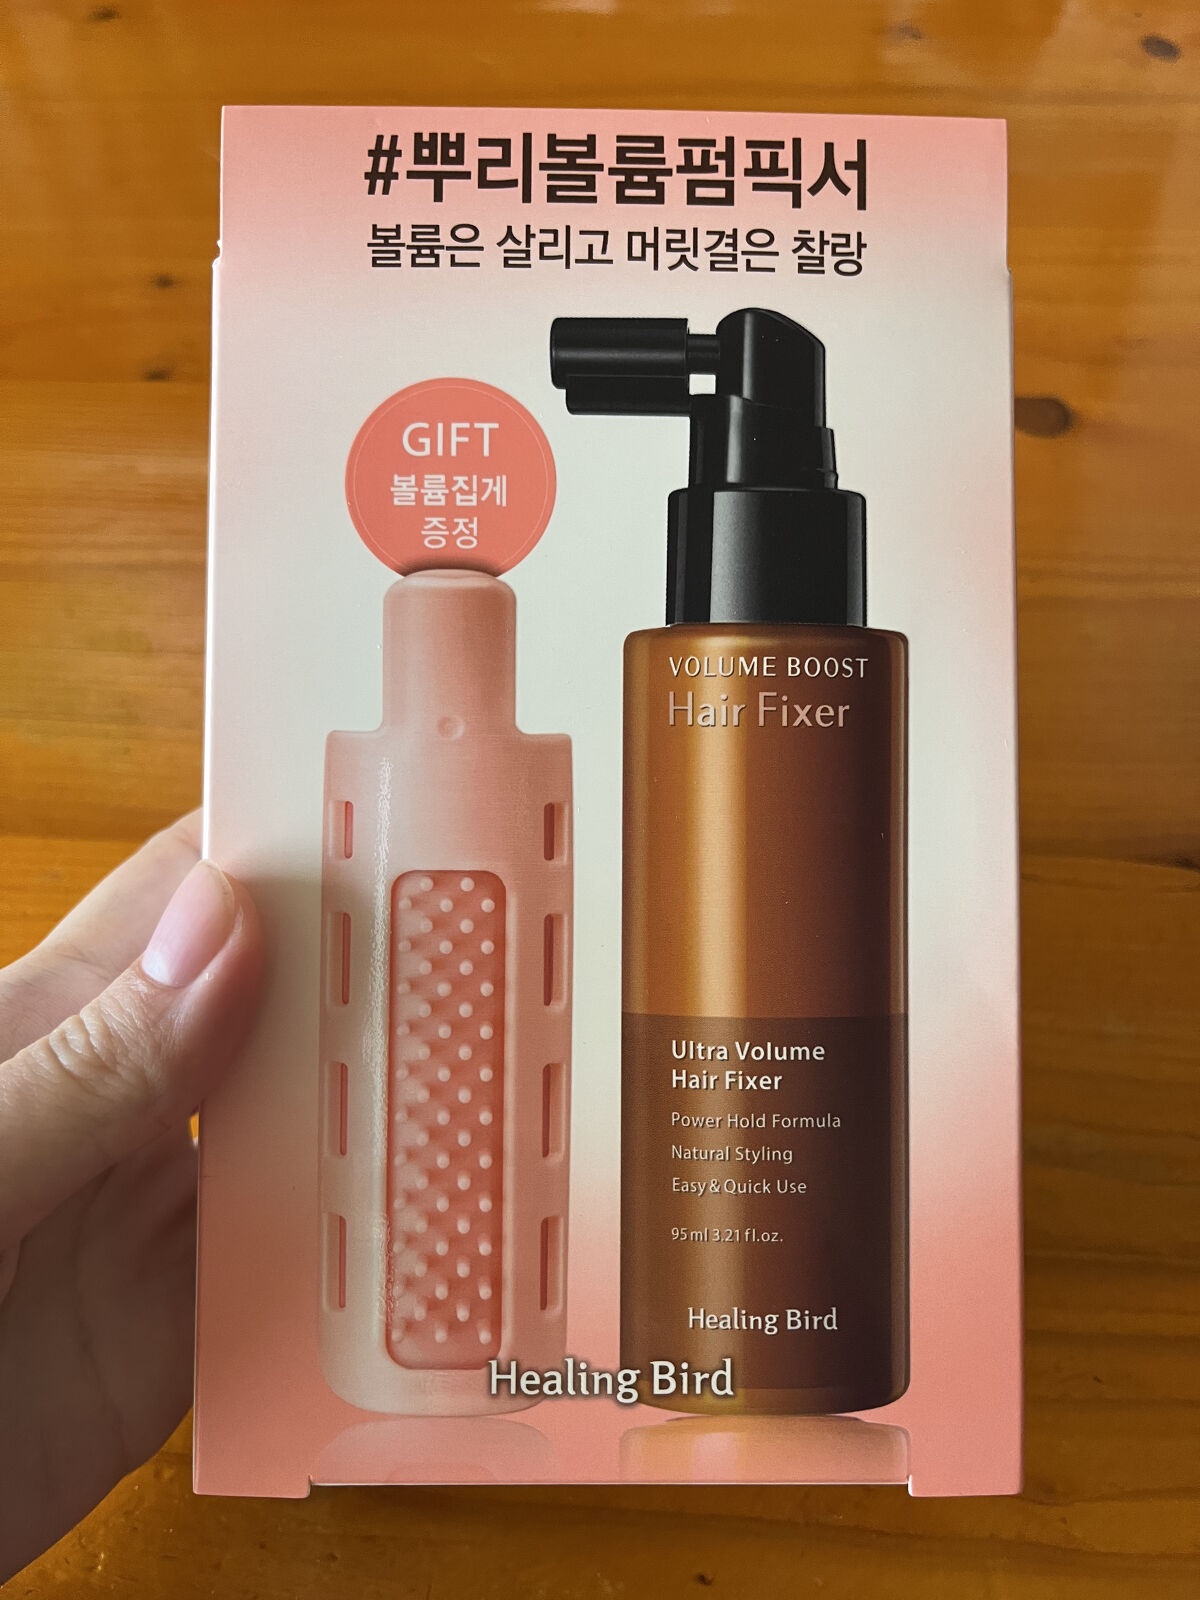 #뿌리볼륨펌픽서
볼륨은 살리고 머릿결은 찰랑
GIFT
볼륨집게
증정
VOLUME BOOST
Hair Fixer
Ultra Volume
Hair Fixer
Power Hold Formula
Natural Styling
Easy & Quick Use
95ml 3.21 fl.oz.
Healing Bird
Healing Bird